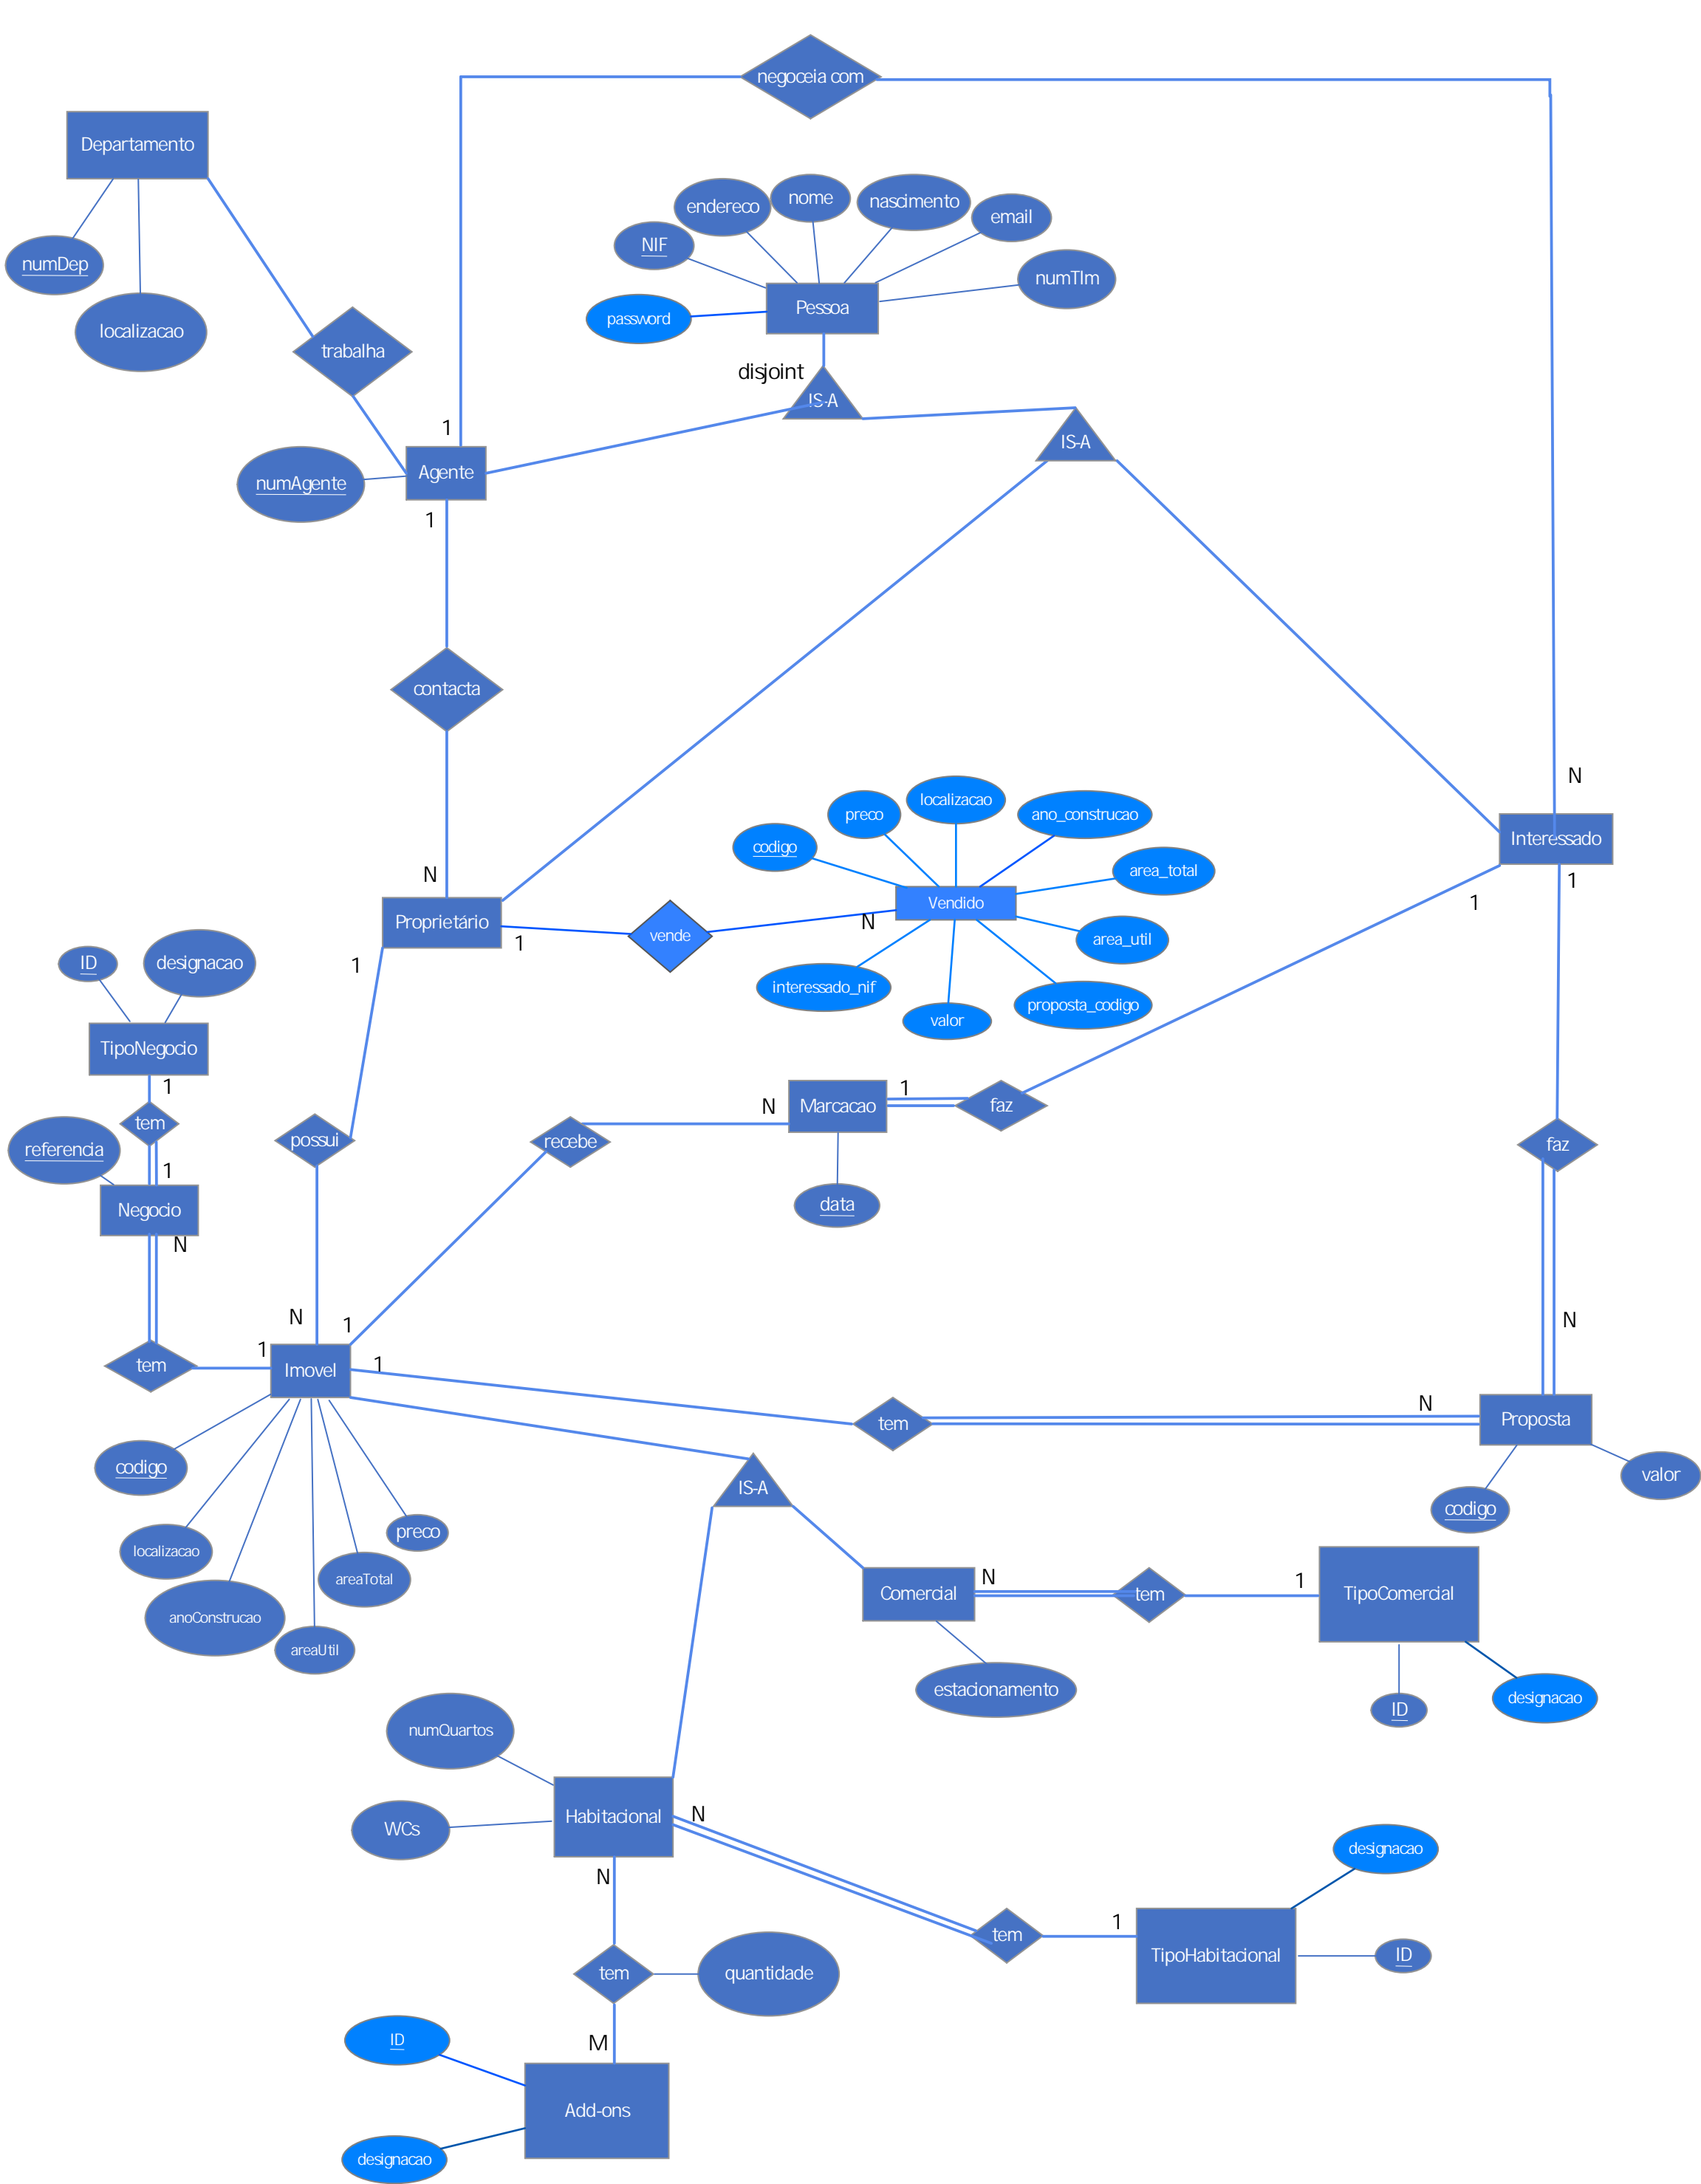 negoceia com
Departamento
numDep
localizacao
trabalha
endereco
nome
nascimento
email
NIF
numTlm
password
Pessoa
disjoint
IS-A
IS-A
1
Agente
numAgente
1
contacta
N
Proprietário
1
1
vende
N
Vendido
codigo
preco
localizacao
ano_construcao
area_total
area_util
proposta_codigo
valor
interessado_nif
N
Interessado
1
1
ID
designacao
TipoNegocio
1
tem
1
referencia
Negocio
N
possui
recebe
N
Marcacao
1
faz
data
faz
N
N
1
1
tem
1
Imovel
1
tem
N
Proposta
codigo
valor
codigo
localizacao
anoConstrucao
areaUtil
areaTotal
preco
IS-A
Comercial
N
tem
1
TipoComercial
estacionamento
ID
designacao
numQuartos
WCs
Habitacional
N
N
tem
1
TipoHabitacional
designacao
ID
tem
quantidade
M
ID
Add-ons
designacao